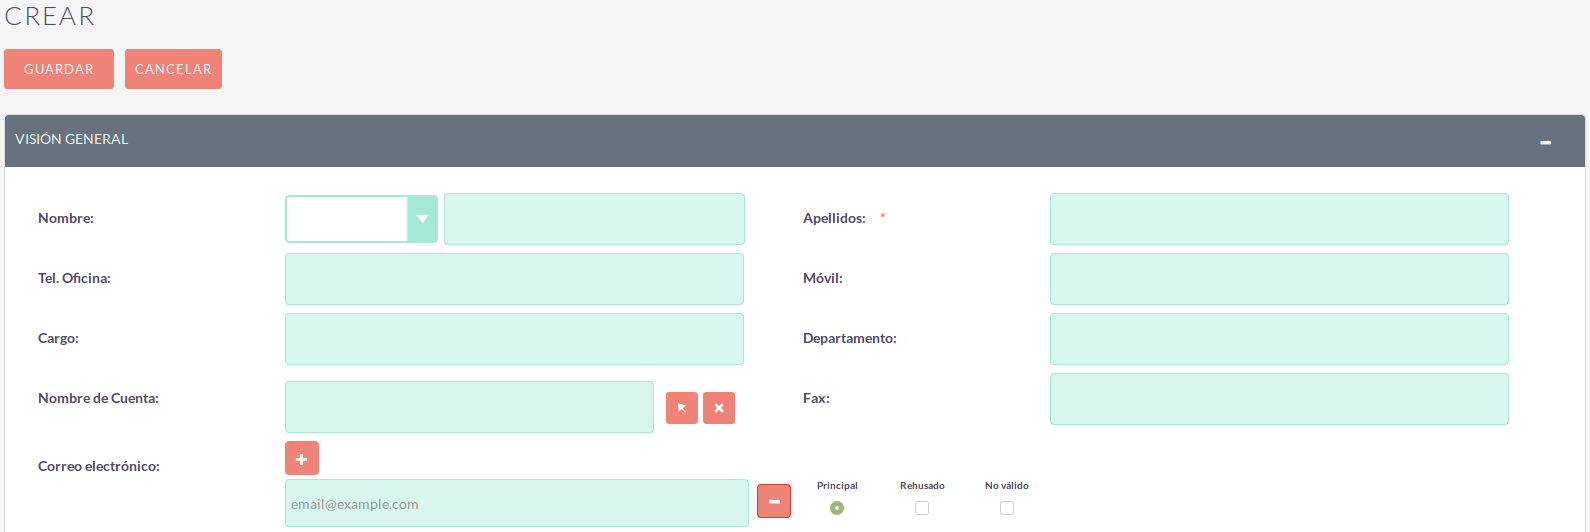 CREAR
GUARDAR CANCELAR
VISIÓN GENERAL
Nombre: Apellidos: *
Tel. Oficina: Móvil:
Cargo: Departamento:
Nombre de Cuenta: Fax:
Correo electrónico:
Principal Rehusado No válido
email@example.com